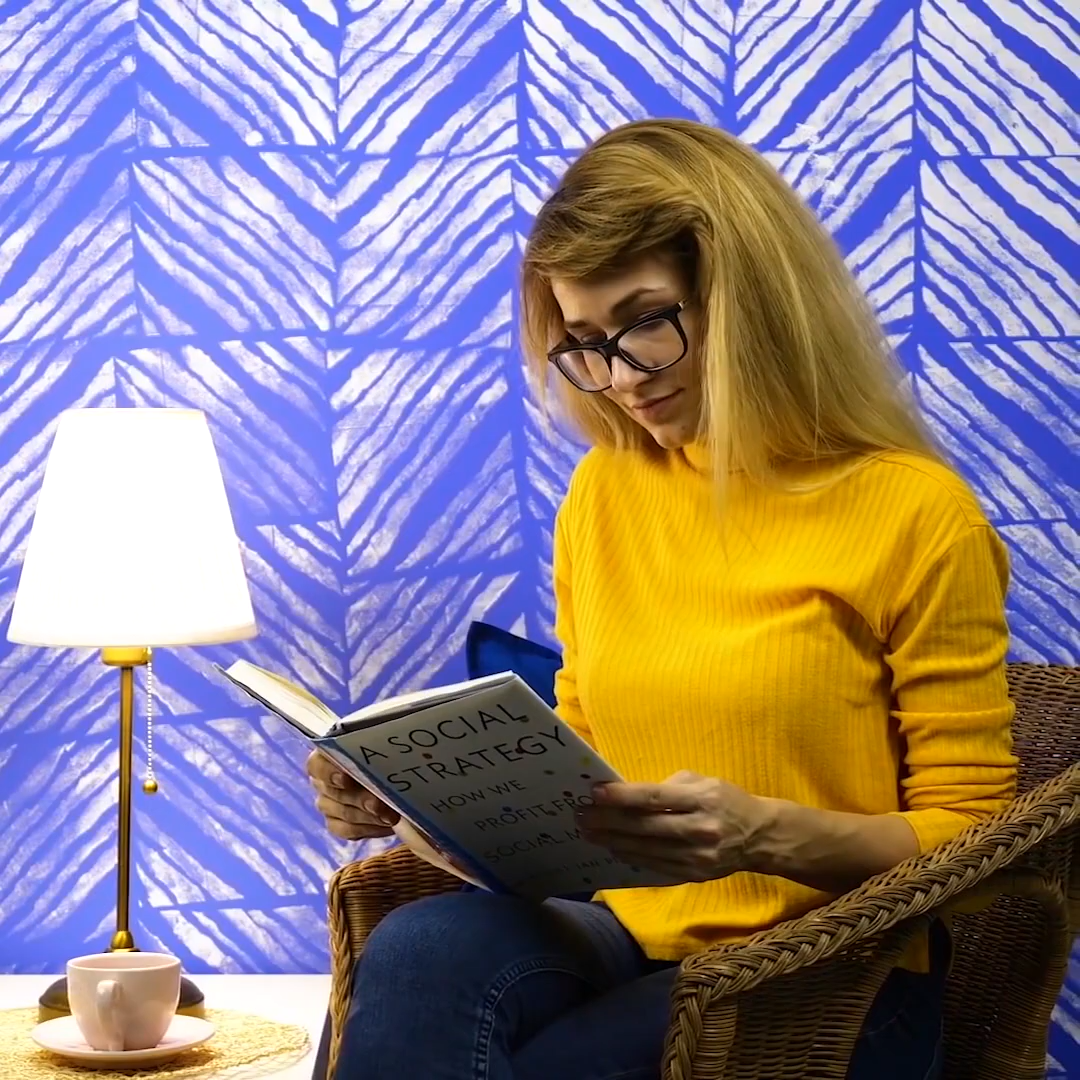 A SOCIAL
STRATEGY
HOW WE
PROFIT FRO
SOCIAL M